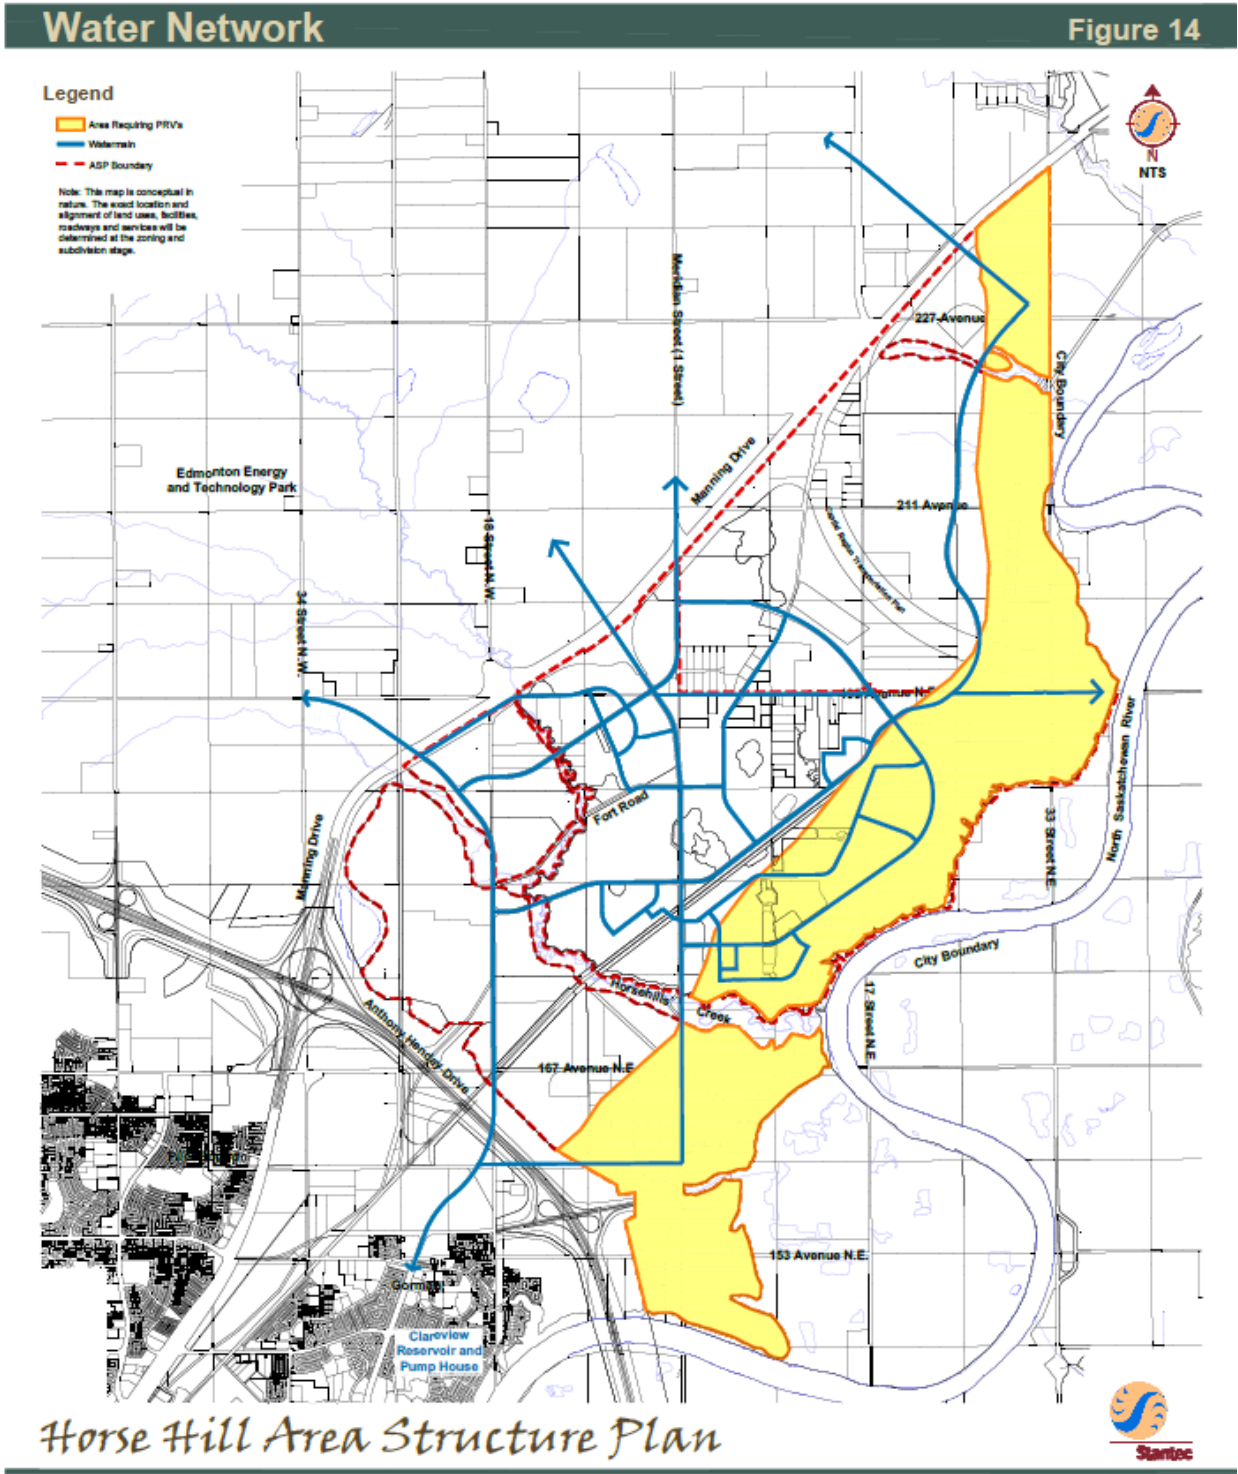 Water Network
Figure 14
Legend
Area Requiring PRV's
Watermain
ASP Boundary
Note: This map is conceptual in
nature. The exact location and
alignment of land uses, facilities,
roadways and services will be
determined at the zoning and
subdivision stage.
N
NTS
Meridian Street (1 Street)
227 Avenue
City Boundary
Manning Drive
Edmonton Energy
and Technology Park
211 Avenue
18 Street N.W.
34 Street N.W.
Avenue N.E
North Saskatchewan River
Fort Road
33 Street N.E.
Manning Drive
City Boundary
Horsehills
Creek
17 Street N.E.
Anthony Henday Drive
167 Avenue N.E
153 Avenue N.E.
Clareview
Reservoir and
Pump House
Horse Hill Area Structure Plan
Stantec